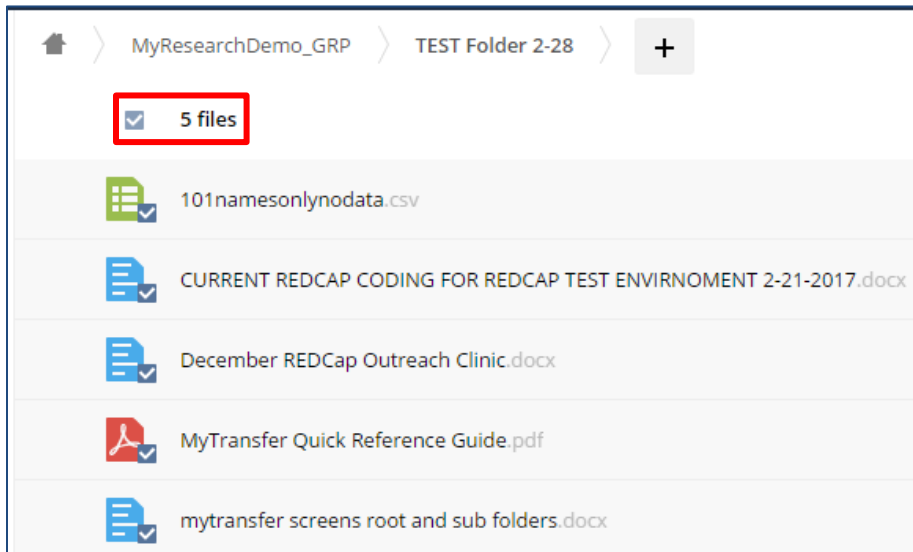 MyResearchDemo_GRP TEST Folder 2-28 +
5 files
101namesonlynodata.csv
CURRENT REDCAP CODING FOR REDCAP TEST ENVIRNOMENT 2-21-2017.docx
December REDCap Outreach Clinic.docx
MyTransfer Quick Reference Guide.pdf
mytransfer screens root and sub folders.docx